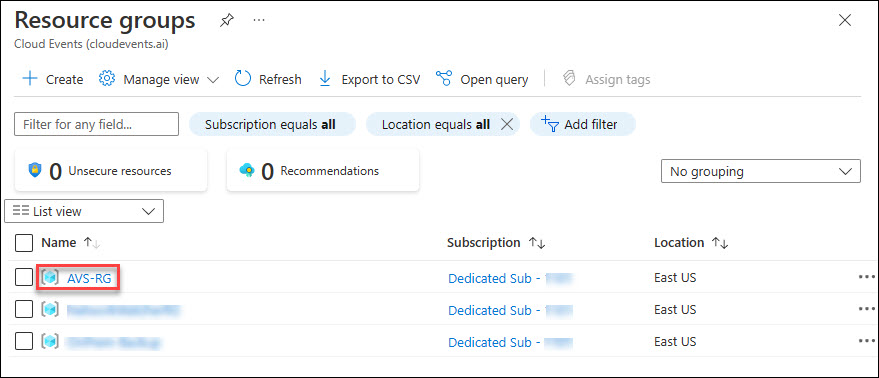 Resource groups
Cloud Events (cloudevents.ai)
Create Manage view Refresh Export to CSV Open query Assign tags
Filter for any field... Subscription equals all Location equals all Add filter
0 Unsecure resources 0 Recommendations No grouping
List view
Name Subscription Location
AVS-RG Dedicated Sub - East US
Dedicated Sub - East US
Dedicated Sub - East US